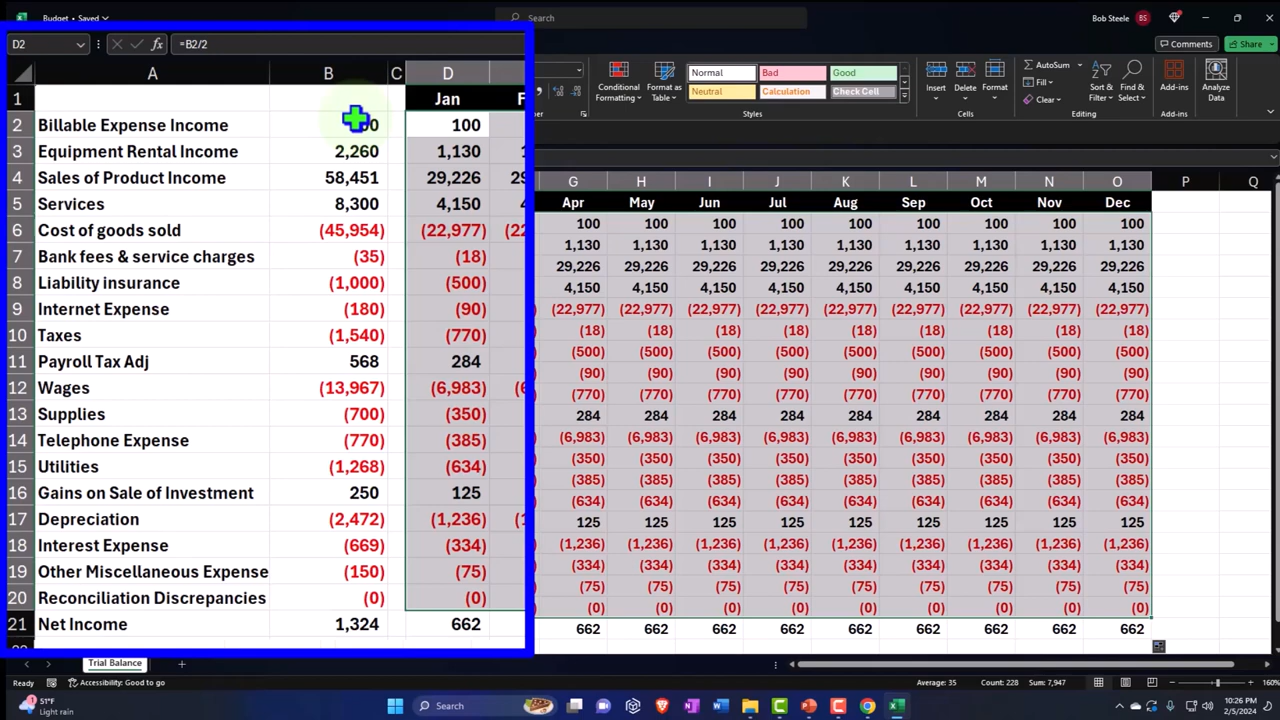 Budget • Saved
Search
Bob Steele
BS
Comments
Share
D2
fx
=B2/2
Conditional Formatting
Format as Table
Normal
Bad
Good
Neutral
Calculation
Check Cell
Styles
Insert
Delete
Format
Cells
AutoSum
Fill
Clear
Sort & Filter
Find & Select
Editing
Add-ins
Add-ins
Analyze Data
A B C D
1 Jan F
2 Billable Expense Income 100
3 Equipment Rental Income 2,260 1,130 1
4 Sales of Product Income 58,451 29,226 29
5 Services 8,300 4,150 4
6 Cost of goods sold (45,954) (22,977) (22
7 Bank fees & service charges (35) (18)
8 Liability insurance (1,000) (500)
9 Internet Expense (180) (90)
10 Taxes (1,540) (770)
11 Payroll Tax Adj 568 284
12 Wages (13,967) (6,983) (6
13 Supplies (700) (350)
14 Telephone Expense (770) (385)
15 Utilities (1,268) (634)
16 Gains on Sale of Investment 250 125
17 Depreciation (2,472) (1,236) (1
18 Interest Expense (669) (334)
19 Other Miscellaneous Expense (150) (75)
20 Reconciliation Discrepancies (0) (0)
21 Net Income 1,324 662
G H I J K L M N O P Q
Apr May Jun Jul Aug Sep Oct Nov Dec
100 100 100 100 100 100 100 100 100
1,130 1,130 1,130 1,130 1,130 1,130 1,130 1,130 1,130
29,226 29,226 29,226 29,226 29,226 29,226 29,226 29,226 29,226
4,150 4,150 4,150 4,150 4,150 4,150 4,150 4,150 4,150
(22,977) (22,977) (22,977) (22,977) (22,977) (22,977) (22,977) (22,977) (22,977)
(18) (18) (18) (18) (18) (18) (18) (18) (18)
(500) (500) (500) (500) (500) (500) (500) (500) (500)
(90) (90) (90) (90) (90) (90) (90) (90) (90)
(770) (770) (770) (770) (770) (770) (770) (770) (770)
284 284 284 284 284 284 284 284 284
(6,983) (6,983) (6,983) (6,983) (6,983) (6,983) (6,983) (6,983) (6,983)
(350) (350) (350) (350) (350) (350) (350) (350) (350)
(385) (385) (385) (385) (385) (385) (385) (385) (385)
(634) (634) (634) (634) (634) (634) (634) (634) (634)
125 125 125 125 125 125 125 125 125
(1,236) (1,236) (1,236) (1,236) (1,236) (1,236) (1,236) (1,236) (1,236)
(334) (334) (334) (334) (334) (334) (334) (334) (334)
(75) (75) (75) (75) (75) (75) (75) (75) (75)
(0) (0) (0) (0) (0) (0) (0) (0) (0)
662 662 662 662 662 662 662 662 662
Trial Balance
Ready
Accessibility: Good to go
Average: 35 Count: 228 Sum: 7,947
160%
51°F
Light rain
Search
10:26 PM
2/5/2024